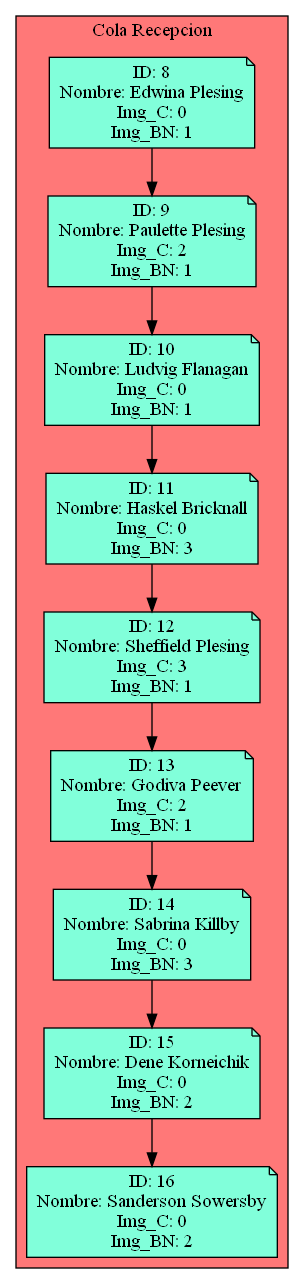 Cola Recepcion
ID: 8
Nombre: Edwina Plesing
Img_C: 0
Img_BN: 1
ID: 9
Nombre: Paulette Plesing
Img_C: 2
Img_BN: 1
ID: 10
Nombre: Ludvig Flanagan
Img_C: 0
Img_BN: 1
ID: 11
Nombre: Haskel Bricknall
Img_C: 0
Img_BN: 3
ID: 12
Nombre: Sheffield Plesing
Img_C: 3
Img_BN: 1
ID: 13
Nombre: Godiva Peever
Img_C: 2
Img_BN: 1
ID: 14
Nombre: Sabrina Killby
Img_C: 0
Img_BN: 3
ID: 15
Nombre: Dene Korneichik
Img_C: 0
Img_BN: 2
ID: 16
Nombre: Sanderson Sowersby
Img_C: 0
Img_BN: 2